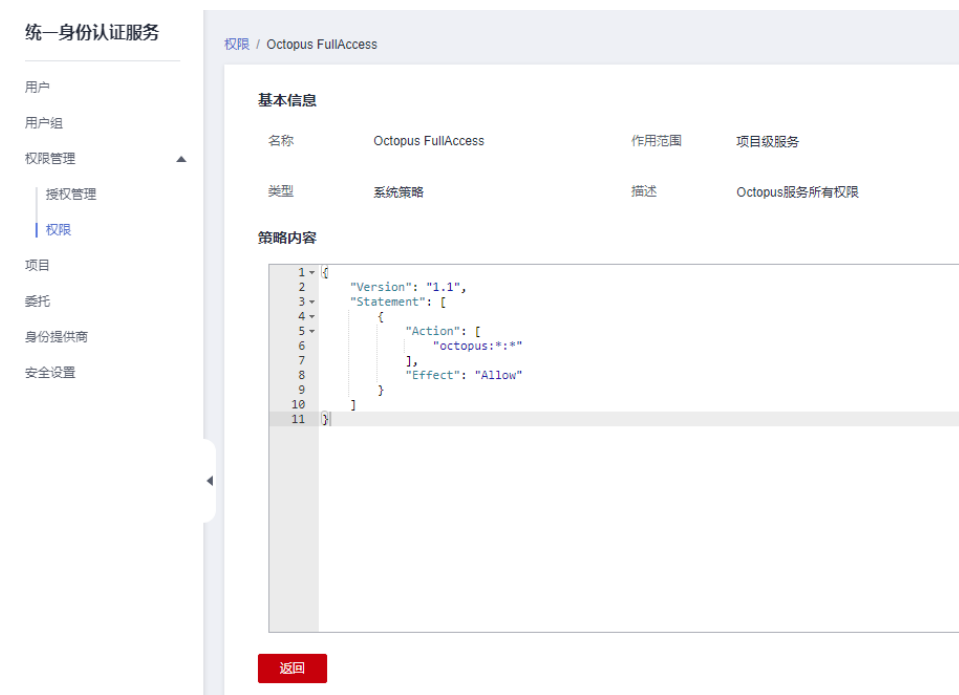 统一身份认证服务
用户
用户组
权限管理
授权管理
权限
项目
委托
身份提供商
安全设置
权限 / Octopus FullAccess
基本信息
名称 Octopus FullAccess 作用范围 项目级服务
类型 系统策略 描述 Octopus服务所有权限
策略内容
1 {
2 "Version": "1.1",
3 "Statement": [
4 {
5 "Action": [
6 "octopus:*:*"
7 ],
8 "Effect": "Allow"
9 }
10 ]
11 }
返回